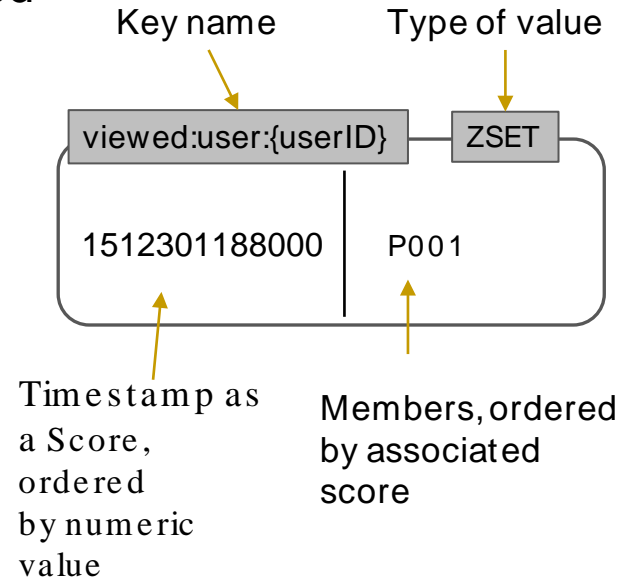 Key name
Type of value
viewed:user:{userID}
ZSET
1512301188000
P001
Timestamp as
a Score,
ordered
by numeric
value
Members, ordered
by associated
score